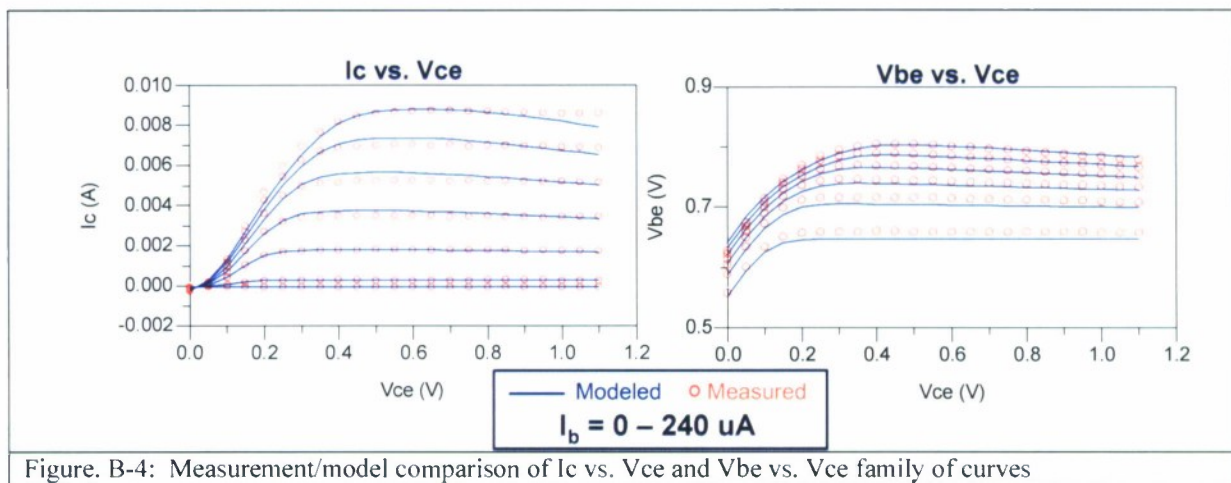 Ic vs. Vce
0.010
0.008
0.006
0.004
0.002
0.000
-0.002
Ic (A)
0.0 0.2 0.4 0.6 0.8 1.0 1.2
Vce (V)
Vbe vs. Vce
0.9
0.7
0.5
Vbe (V)
0.0 0.2 0.4 0.6 0.8 1.0 1.2
Vce (V)
Modeled Measured
Ib = 0 – 240 uA
Figure. B-4: Measurement/model comparison of Ic vs. Vce and Vbe vs. Vce family of curves